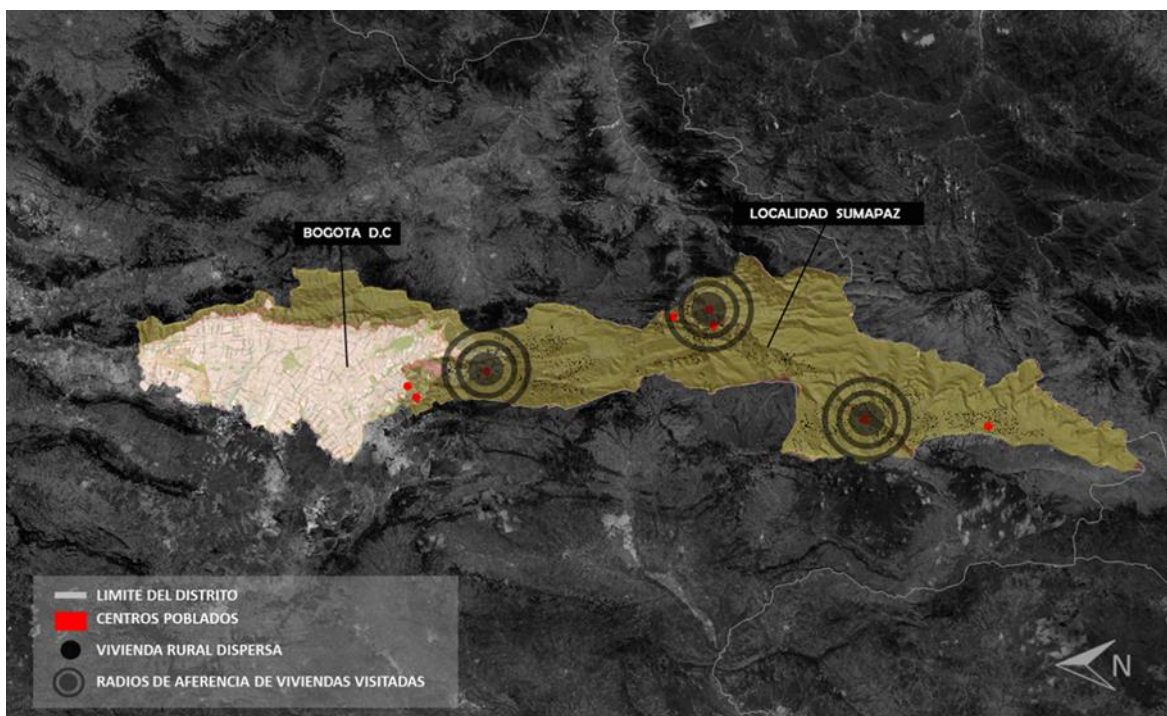 LOCALIDAD SUMAPAZ
BOGOTA D.C
LIMITE DEL DISTRITO
CENTROS POBLADOS
VIVIENDA RURAL DISPERSA
RADIOS DE AFERENCIA DE VIVIENDAS VISITADAS
N